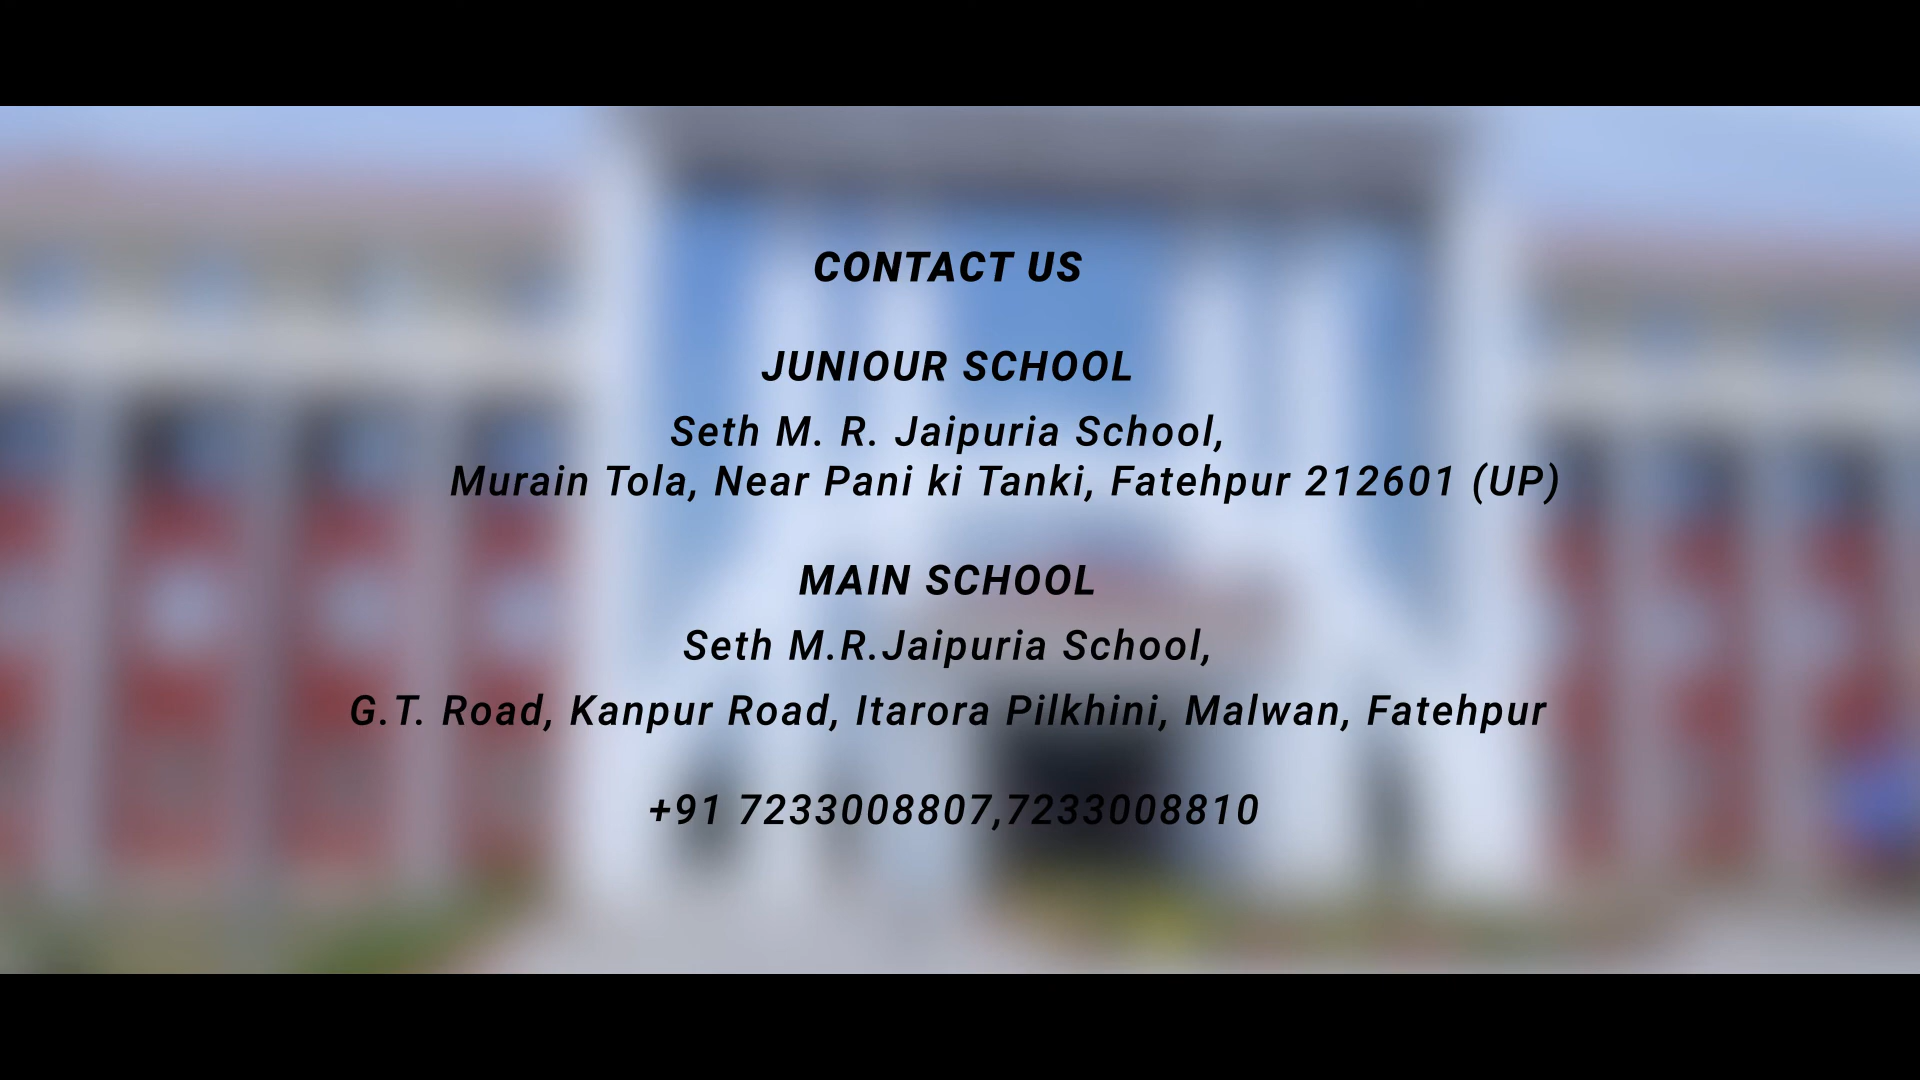 CONTACT US
JUNIOUR SCHOOL
Seth M. R. Jaipuria School,
Murain Tola, Near Pani ki Tanki, Fatehpur 212601 (UP)
MAIN SCHOOL
Seth M.R.Jaipuria School,
G.T. Road, Kanpur Road, Itarora Pilkhini, Malwan, Fatehpur
+91 7233008807,7233008810